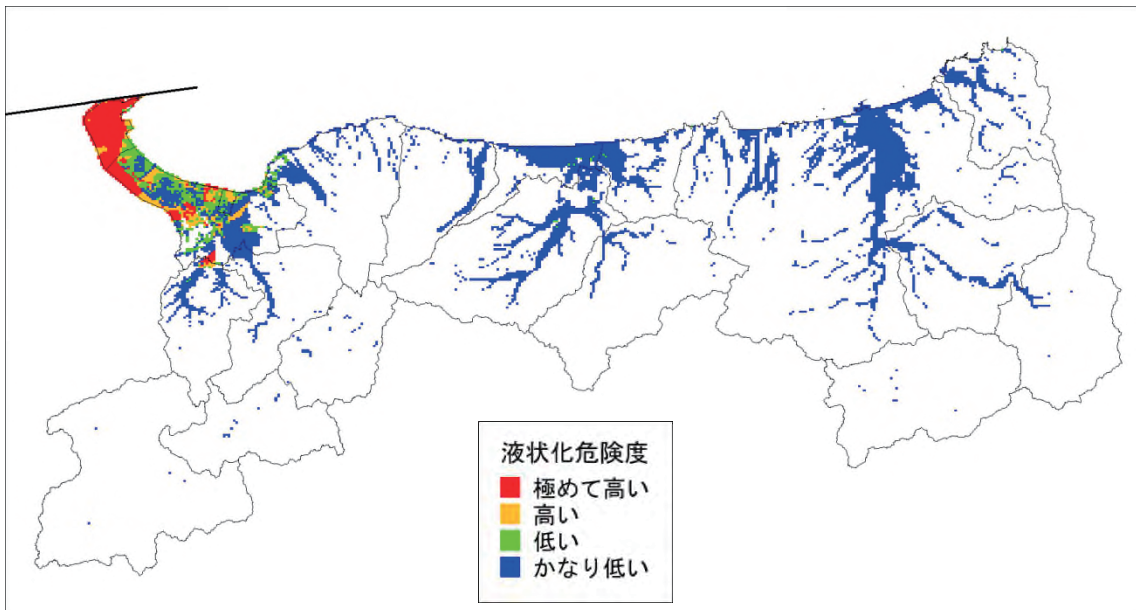 液状化危険度
極めて高い
高い
低い
かなり低い